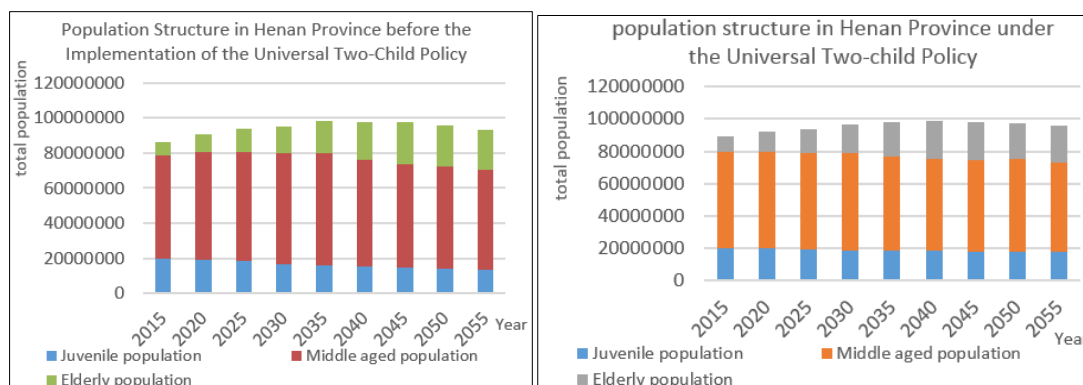 Population Structure in Henan Province before the
Implementation of the Universal Two-Child Policy
total population
120000000
100000000
80000000
60000000
40000000
20000000
0
2015
2020
2025
2030
2035
2040
2045
2050
2055
Year
Juvenile population
Middle aged population
Elderly population
population structure in Henan Province under
the Universal Two-child Policy
total population
120000000
100000000
80000000
60000000
40000000
20000000
0
2015
2020
2025
2030
2035
2040
2045
2050
2055
Year
Juvenile population
Middle aged population
Elderly population